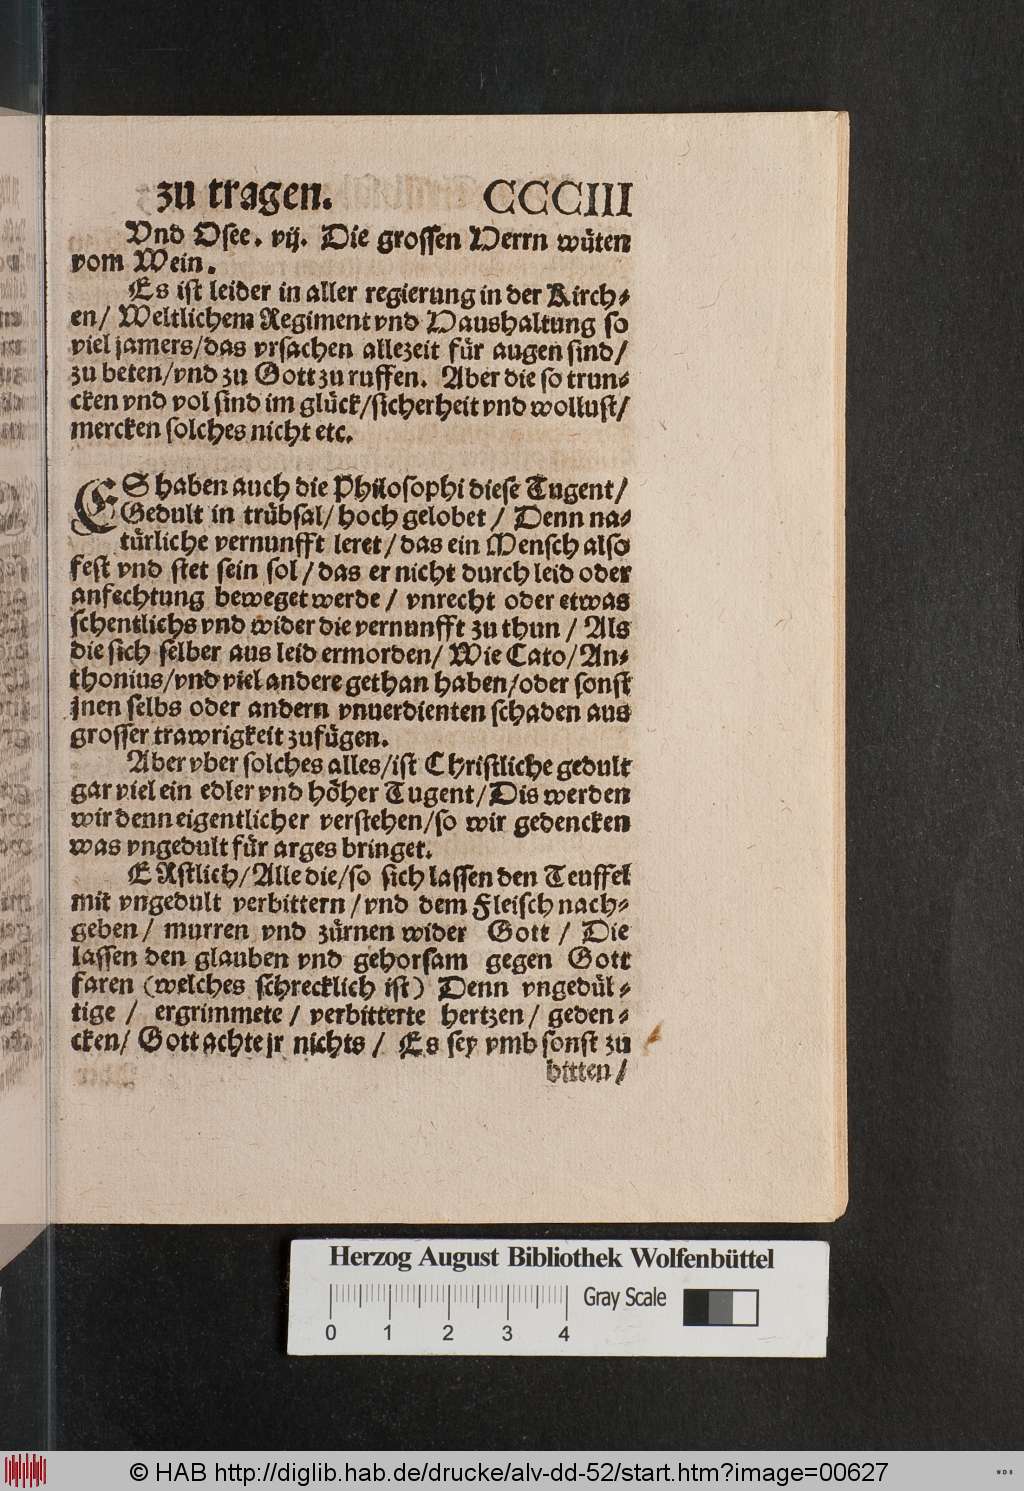 zu tragen. CCCIII
Vnd Osee. vij. Die grossen Herrn wüten
vom Wein.
Es ist leider in aller regierung in der Kirch-
en/ Weltlichem Regiment vnd Haushaltung so
viel jamers/das vrsachen allezeit für augen sind/
zu beten/vnd zu Gott zu ruffen. Aber die so trun-
cken vnd vol sind im glück/sicherheit vnd wollust/
mercken solches nicht etc.
ES haben auch die Philosophi diese Tugent/
Gedult in trübsal/hoch gelobet/ Denn na-
türliche vernunfft leret/das ein Mensch also
fest vnd stet sein sol/das er nicht durch leid oder
anfechtung beweget werde/ vnrecht oder etwas
schentlichs vnd wider die vernunfft zu thun/ Als
die sich selber aus leid ermorden/ Wie Cato/An-
thonius/vnd viel andere gethan haben/oder sonst
jnen selbs oder andern vnuerdienten schaden aus
grosser trawrigkeit zufügen.
Aber vber solches alles/ist Christliche gedult
gar viel ein edler vnd höher Tugent/Dis werden
wir denn eigentlicher verstehen/so wir gedencken
was vngedult für arges bringet.
ERstlich/Alle die/so sich lassen den Teuffel
mit vngedult verbittern/vnd dem Fleisch nach-
geben/ murren vnd zürnen wider Gott/ Die
lassen den glauben vnd gehorsam gegen Gott
faren (welches schrecklich ist) Denn vngedül-
tige/ ergrimmete/ verbitterte hertzen/ geden-
cken/ Gott achte jr nichts/ Es sey vmb sonst zu
bitten/
Herzog August Bibliothek Wolfenbüttel
Gray Scale
0 1 2 3 4
© HAB http://diglib.hab.de/drucke/alv-dd-52/start.htm?image=00627